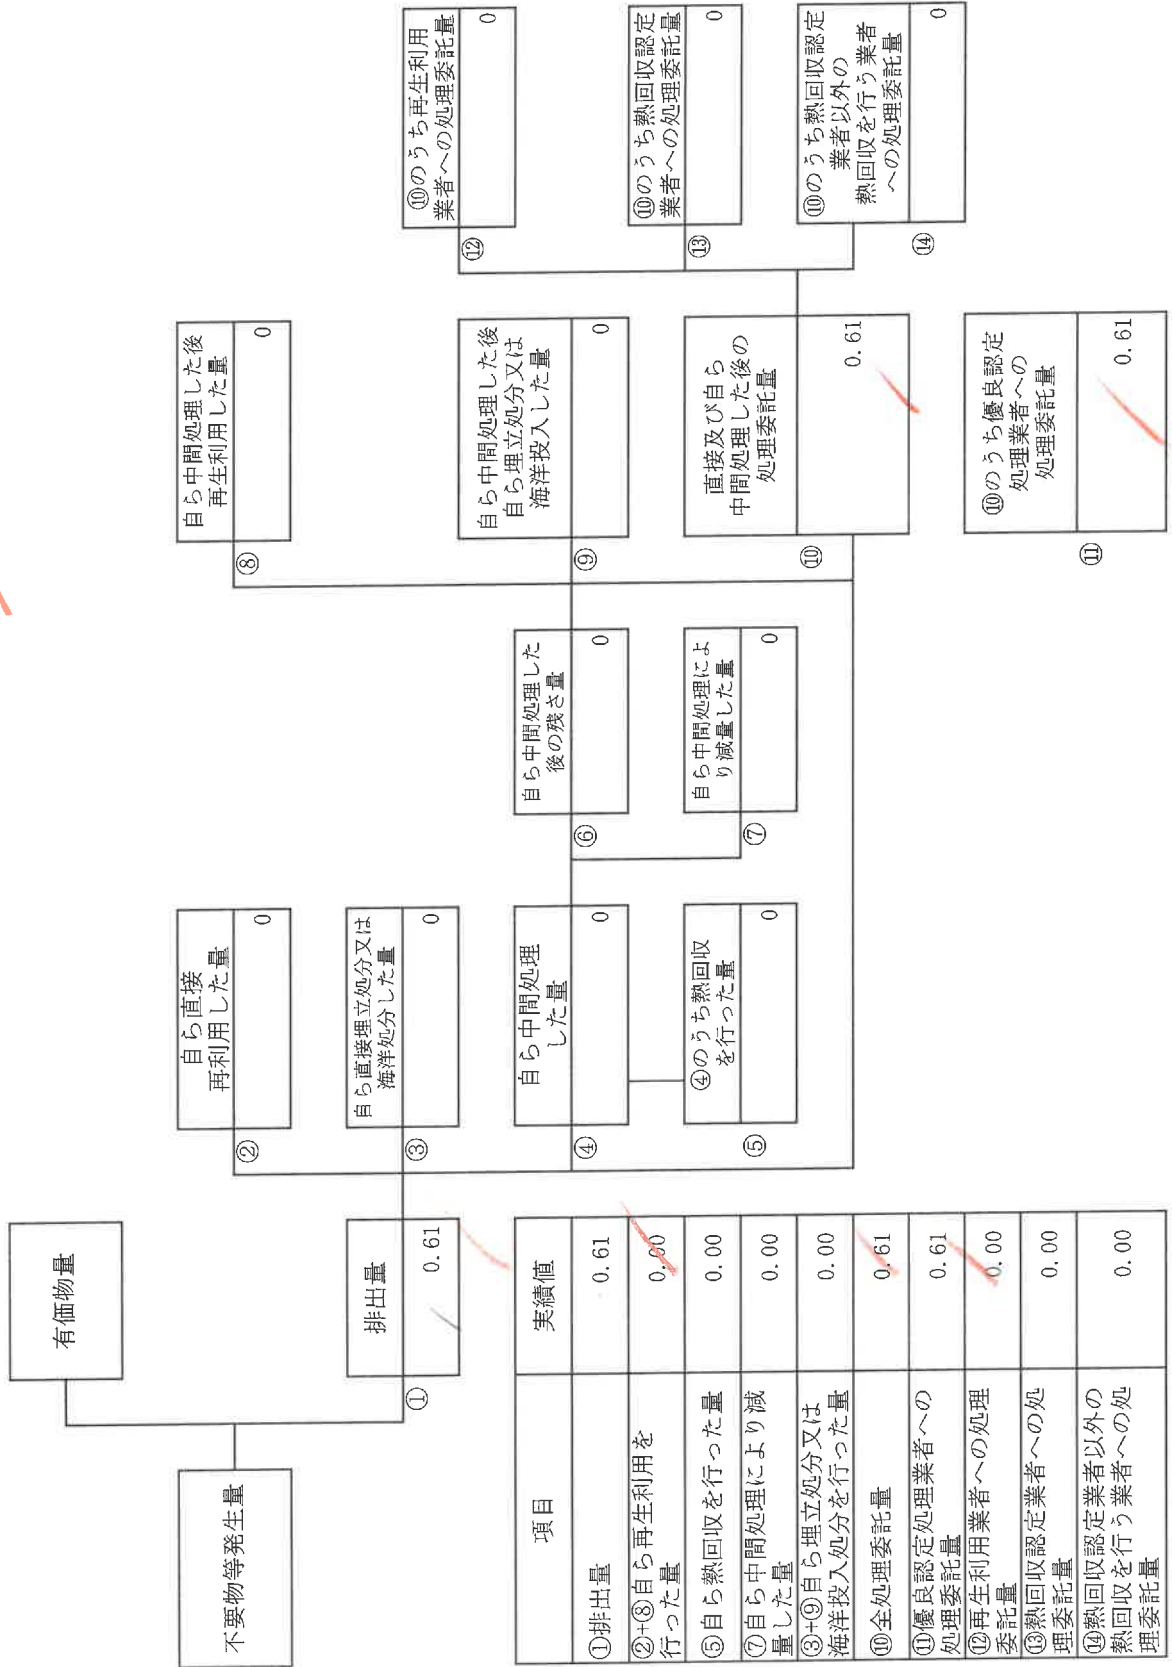 有価物量
不要物等発生量
排出量
①
0.61
自ら直接
再利用した量
②
0
自ら直接埋立処分又は
海洋処分した量
③
0
自ら中間処理
した量
④
0
④のうち熱回収
を行った量
⑤
0
自ら中間処理した
後の残さ量
⑥
0
自ら中間処理によ
り減量した量
⑦
0
自ら中間処理した後
再生利用した量
⑧
0
自ら中間処理した後
自ら埋立処分又は
海洋投入した量
⑨
0
直接及び自ら
中間処理した後の
処理委託量
⑩
0.61
⑩のうち優良認定
処理業者への
処理委託量
⑪
0.61
⑩のうち再生利用
業者への処理委託量
⑫
0
⑩のうち熱回収認定
業者への処理委託量
⑬
0
⑩のうち熱回収認定
業者以外の
熱回収を行う業者
への処理委託量
⑭
0
項目 実績値
①排出量 0.61
②+⑧自ら再生利用を
行った量 0.00
⑤自ら熱回収を行った量 0.00
⑦自ら中間処理により減
量した量 0.00
③+⑨自ら埋立処分又は
海洋投入処分を行った量 0.00
⑩全処理委託量 0.61
⑪優良認定処理業者への
処理委託量 0.61
⑫再生利用業者への処理
委託量 0.00
⑬熱回収認定業者への処
理委託量 0.00
⑭熱回収認定業者以外の
熱回収を行う業者への処
理委託量 0.00